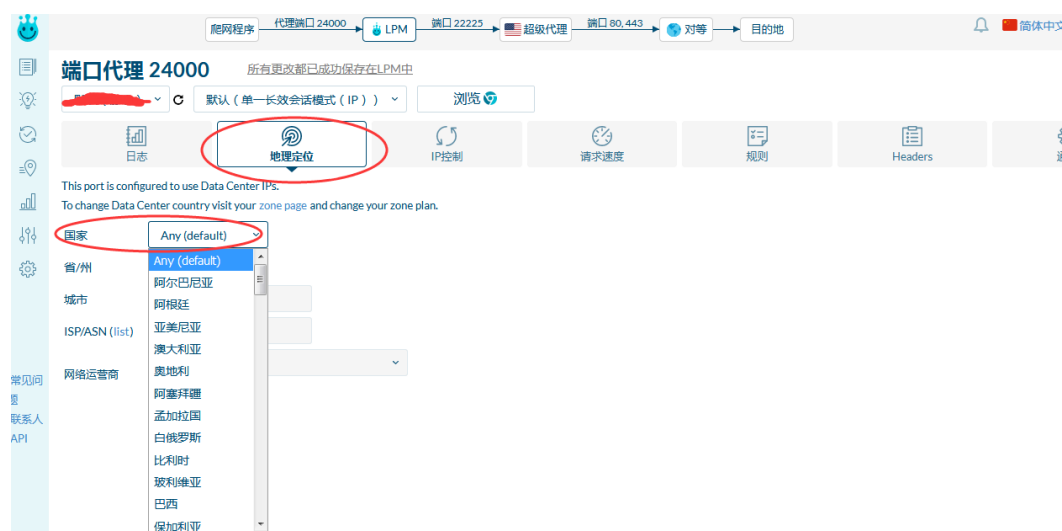 爬网程序 代理端口 24000 LPM 端口 22225 超级代理 端口 80, 443 对等 目的地 简体中文
端口代理 24000 所有更改都已成功保存在LPM中
默认（单一长效会话模式（IP）） 浏览
日志 地理定位 IP控制 请求速度 规则 Headers
This port is configured to use Data Center IPs.
To change Data Center country visit your zone page and change your zone plan.
国家 Any (default)
Any (default)
省/州
阿尔巴尼亚
城市
阿根廷
亚美尼亚
ISP/ASN (list)
澳大利亚
奥地利
网络运营商
阿塞拜疆
孟加拉国
白俄罗斯
比利时
玻利维亚
巴西
保加利亚
常见问
题
联系人
API